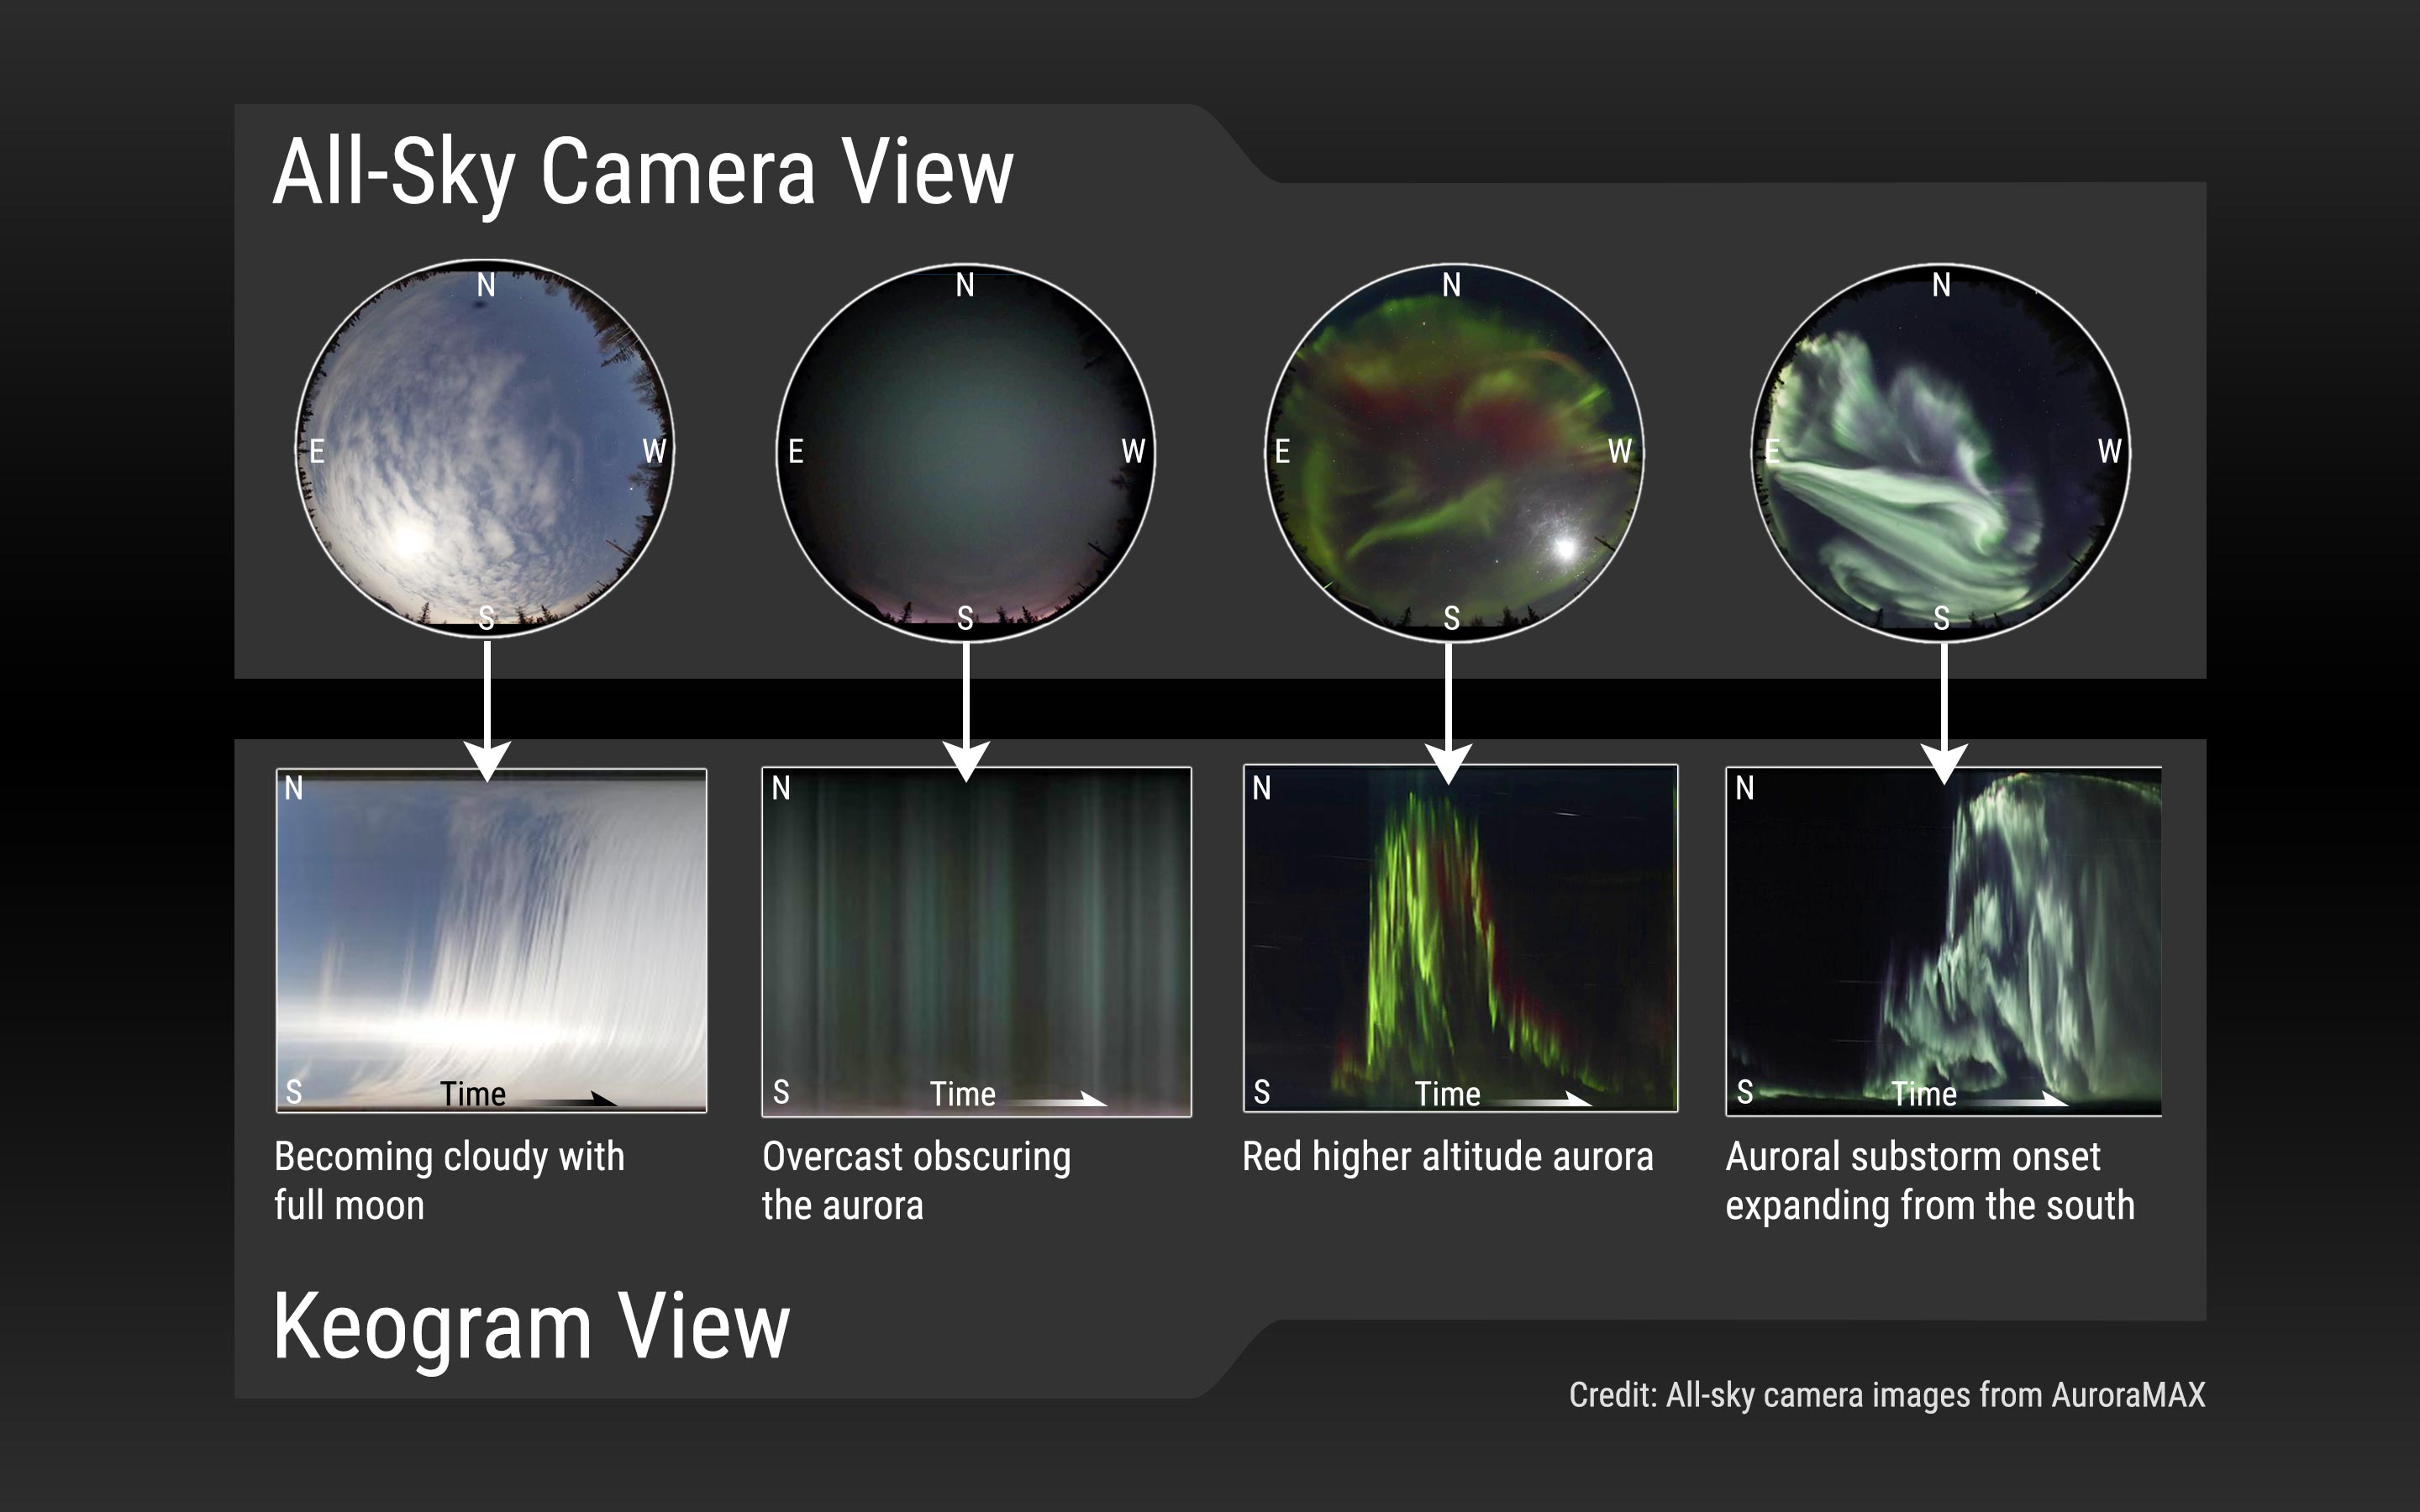 All-Sky Camera View
N
E
W
S
N
E
W
S
N
E
W
S
N
E
W
S
N
S
Time
Becoming cloudy with
full moon
N
S
Time
Overcast obscuring
the aurora
N
S
Time
Red higher altitude aurora
N
S
Time
Auroral substorm onset
expanding from the south
Keogram View
Credit: All-sky camera images from AuroraMAX